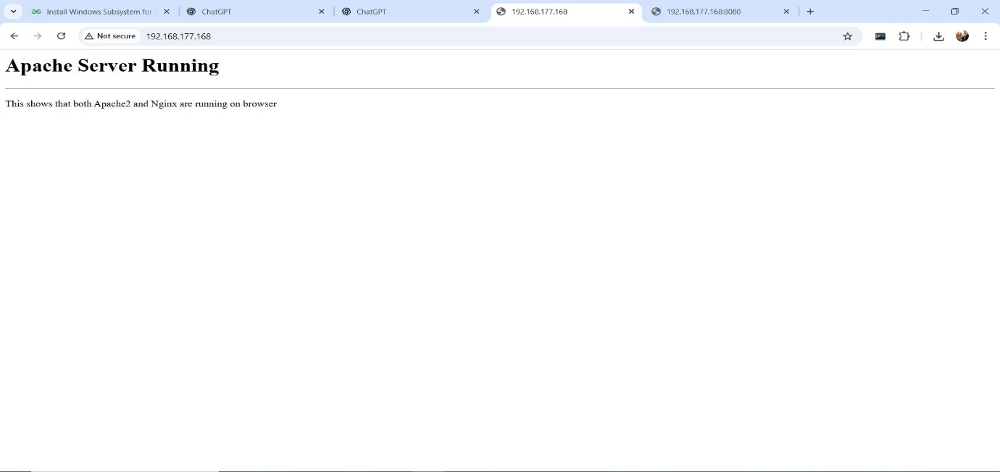 Install Windows Subsystem for
ChatGPT
ChatGPT
192.168.177.168
192.168.177.168:8080
Not secure
192.168.177.168
Apache Server Running
This shows that both Apache2 and Nginx are running on browser